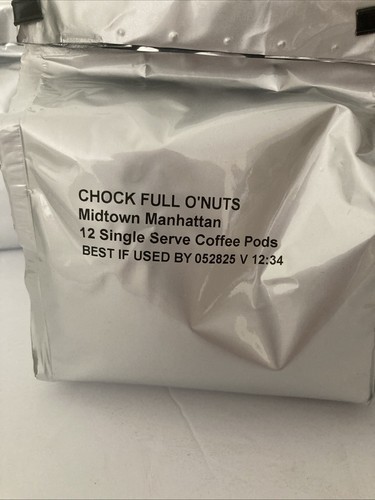 CHOCK FULL O'NUTS
Midtown Manhattan
12 Single Serve Coffee Pods
BEST IF USED BY 052825 V 12:34